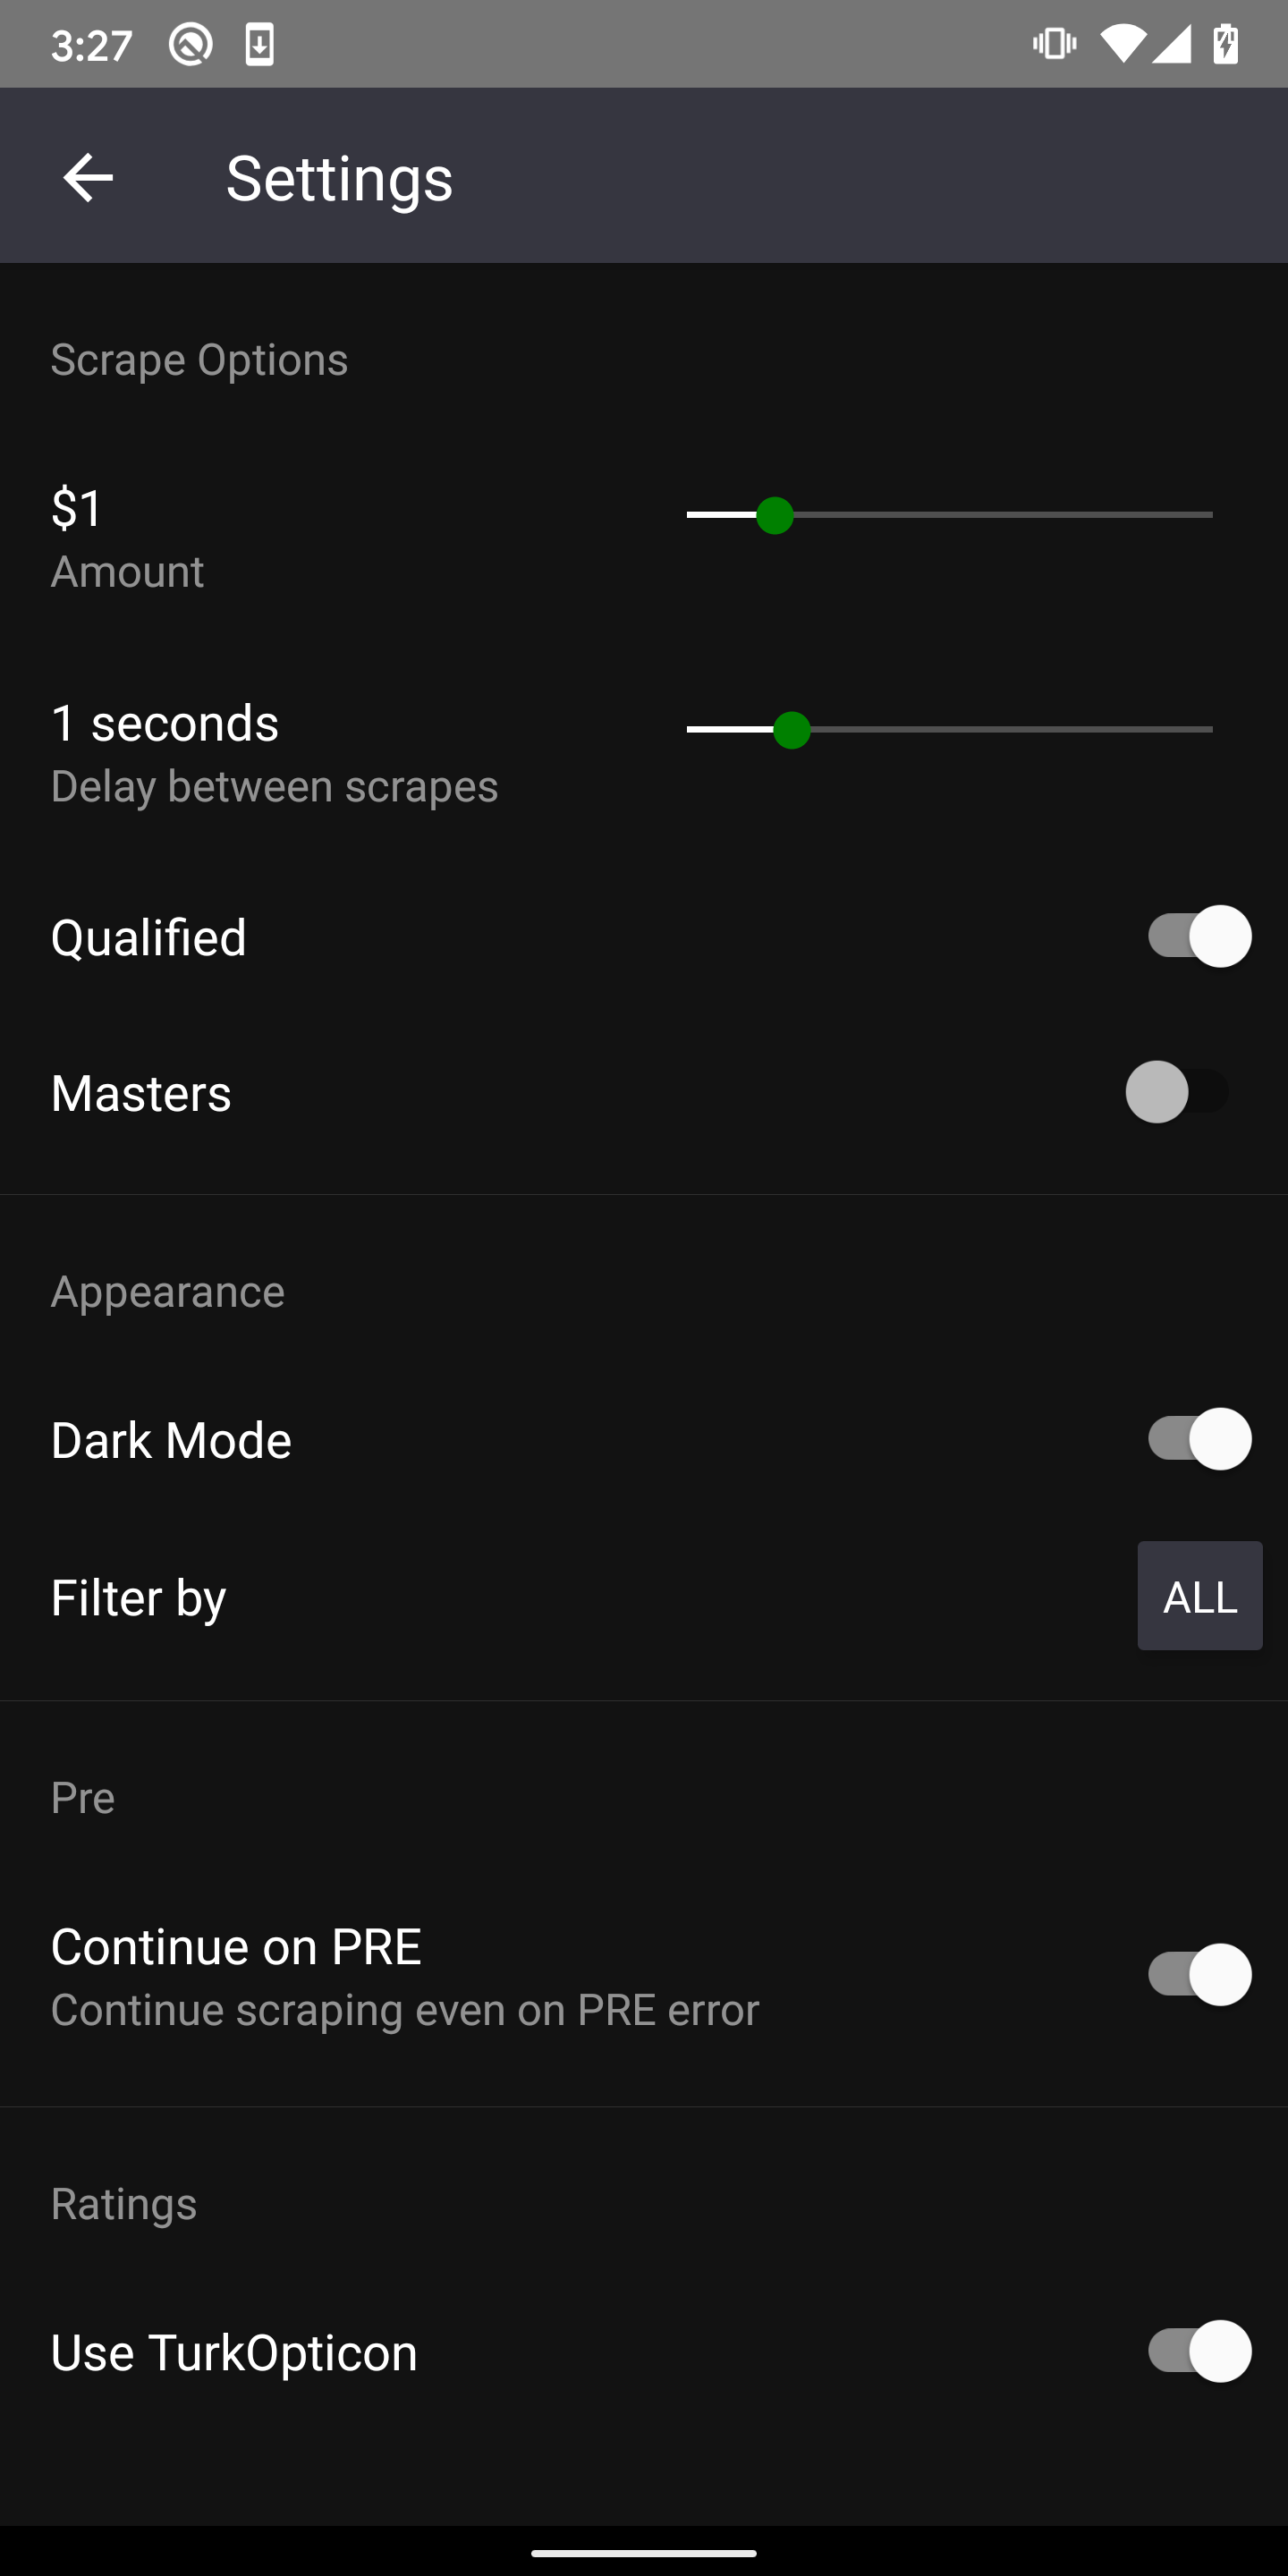 3:27
Settings
Scrape Options
$1
Amount
1 seconds
Delay between scrapes
Qualified
Masters
Appearance
Dark Mode
Filter by
ALL
Pre
Continue on PRE
Continue scraping even on PRE error
Ratings
Use TurkOpticon